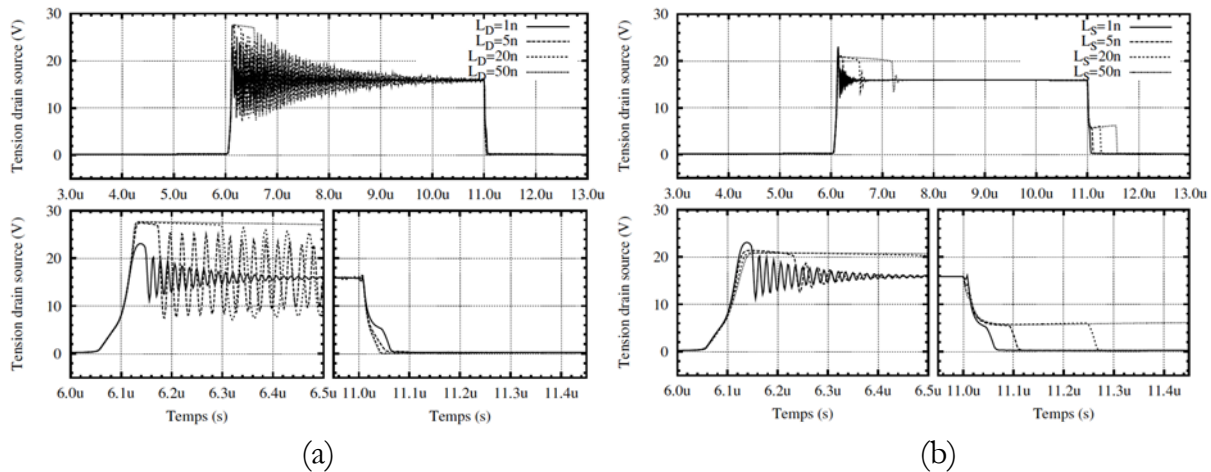 Tension drain source (V)
30
20
10
0
L_D=1n
L_D=5n
L_D=20n
L_D=50n
3.0u 4.0u 5.0u 6.0u 7.0u 8.0u 9.0u 10.0u 11.0u 12.0u 13.0u
Tension drain source (V)
30
20
10
0
6.0u 6.1u 6.2u 6.3u 6.4u 6.5u 11.0u 11.1u 11.2u 11.3u 11.4u
Temps (s) Temps (s)
(a)
Tension drain source (V)
30
20
10
0
L_S=1n
L_S=5n
L_S=20n
L_S=50n
3.0u 4.0u 5.0u 6.0u 7.0u 8.0u 9.0u 10.0u 11.0u 12.0u 13.0u
Tension drain source (V)
30
20
10
0
6.0u 6.1u 6.2u 6.3u 6.4u 6.5u 11.0u 11.1u 11.2u 11.3u 11.4u
Temps (s) Temps (s)
(b)